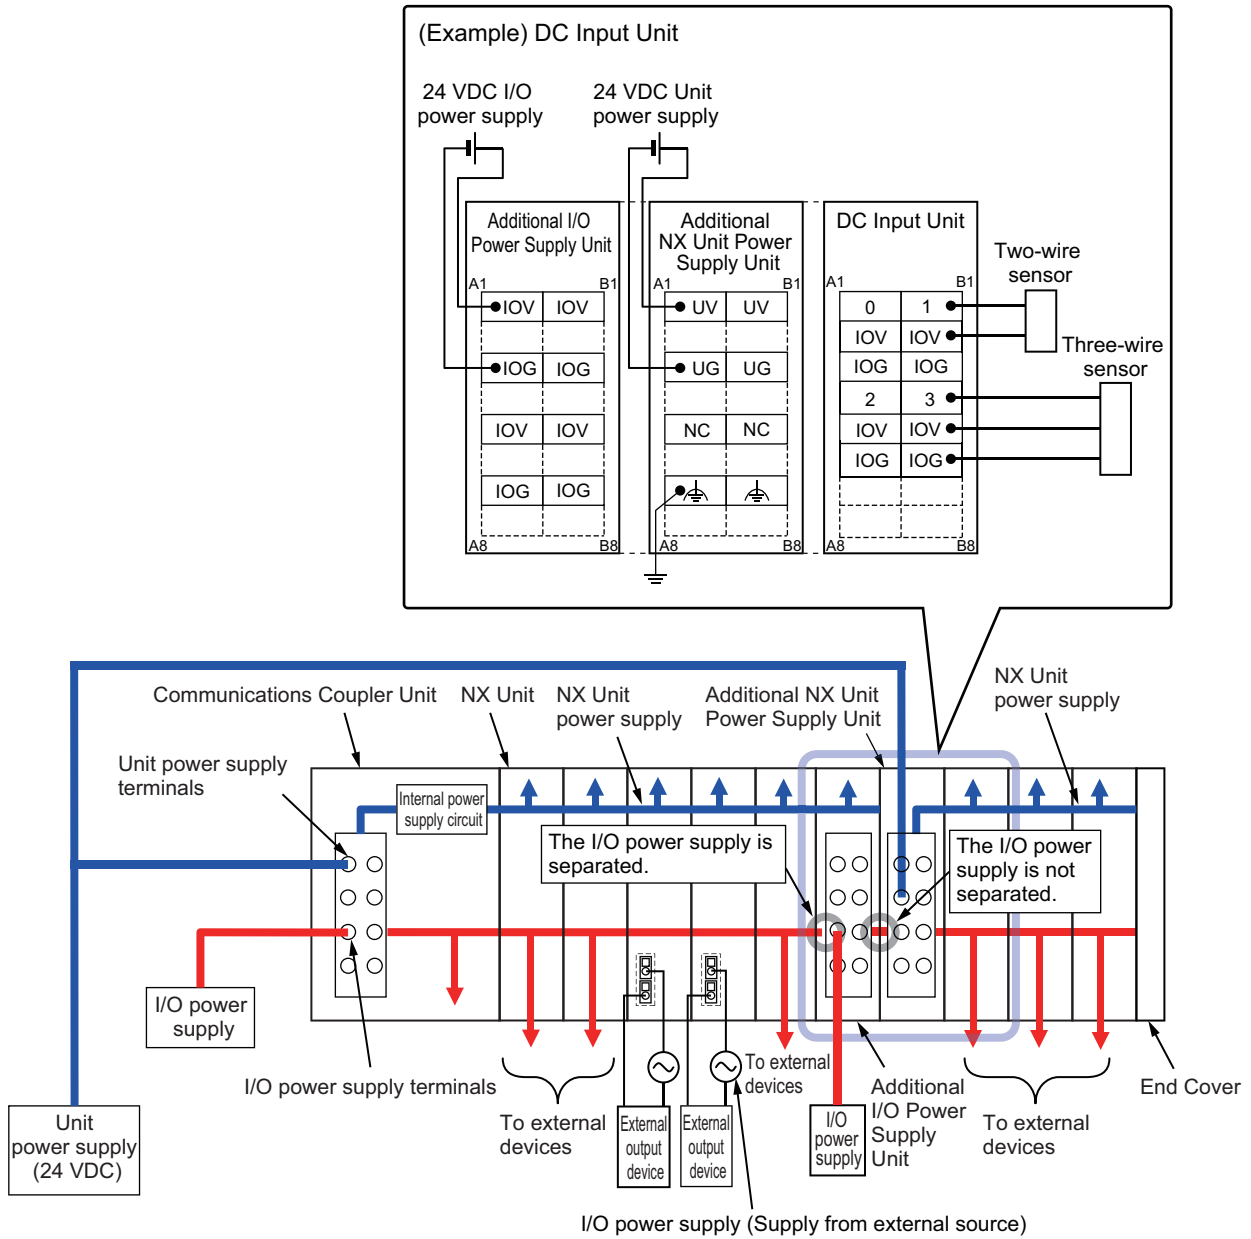 (Example) DC Input Unit
24 VDC I/O
power supply
24 VDC Unit
power supply
Additional I/O
Power Supply Unit
A1
B1
IOV
IOV
IOG
IOG
IOV
IOV
IOG
IOG
A8
B8
Additional
NX Unit Power
Supply Unit
A1
B1
UV
UV
UG
UG
NC
NC
A8
B8
DC Input Unit
A1
B1
0
1
IOV
IOV
IOG
IOG
2
3
IOV
IOV
IOG
IOG
A8
B8
Two-wire
sensor
Three-wire
sensor
Communications Coupler Unit
NX Unit
NX Unit
power supply
Additional NX Unit
Power Supply Unit
NX Unit
power supply
Unit power supply
terminals
Internal power
supply circuit
The I/O power supply is
separated.
The I/O power
supply is not
separated.
I/O power
supply
I/O power supply terminals
Unit
power supply
(24 VDC)
To external
devices
External
output
device
External
output
device
To external
devices
I/O
power
supply
Additional
I/O Power
Supply
Unit
To external
devices
End Cover
I/O power supply (Supply from external source)